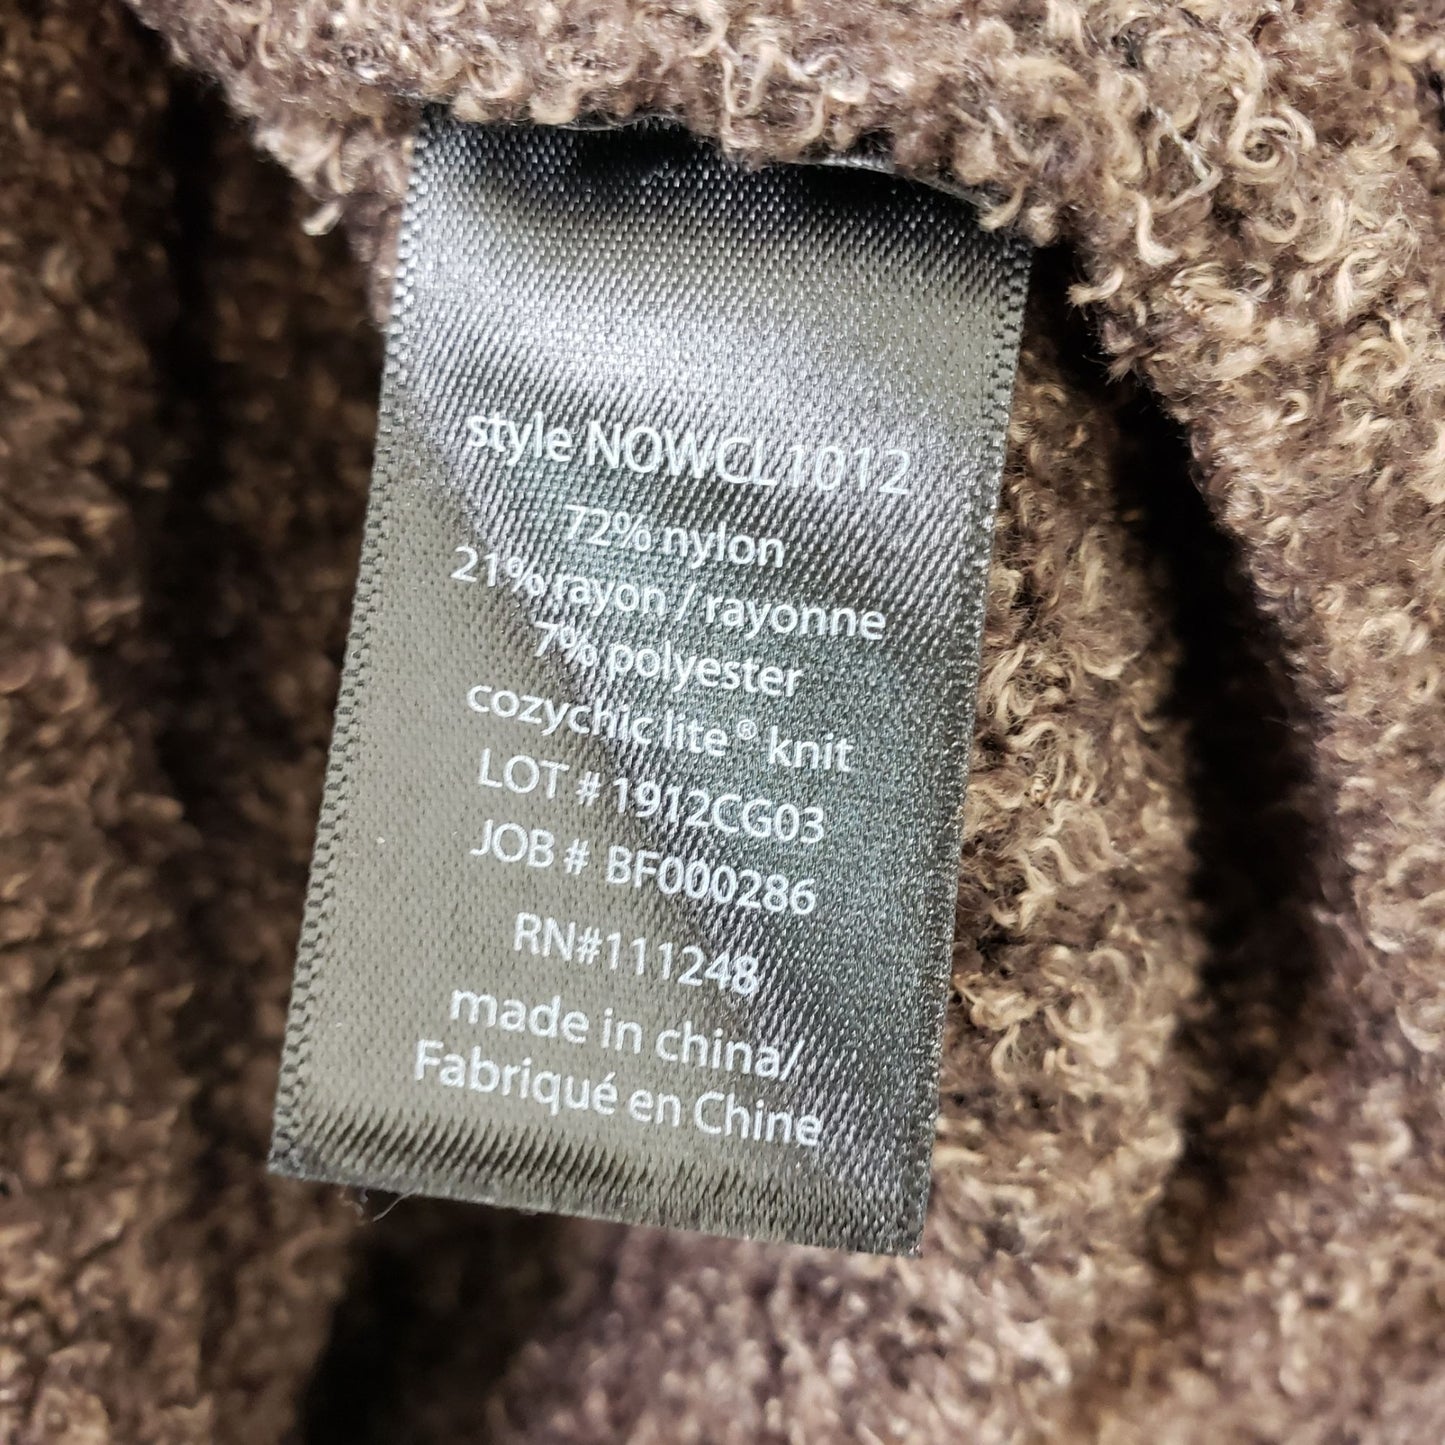 style NOWCL1012
72% nylon
21% rayon / rayonne
7% polyester
cozychic lite® knit
LOT # 1912CG03
JOB # BF000286
RN#111248
made in china/
Fabriqué en Chine